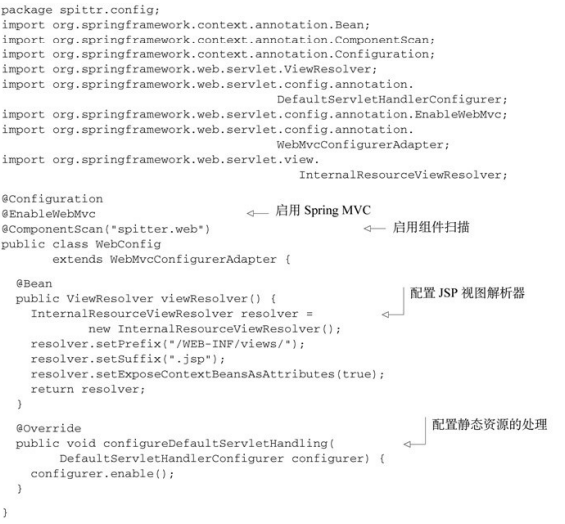 package spittr.config;
import org.springframework.context.annotation.Bean;
import org.springframework.context.annotation.ComponentScan;
import org.springframework.context.annotation.Configuration;
import org.springframework.web.servlet.ViewResolver;
import org.springframework.web.servlet.config.annotation.
DefaultServletHandlerConfigurer;
import org.springframework.web.servlet.config.annotation.EnableWebMvc;
import org.springframework.web.servlet.config.annotation.
WebMvcConfigurerAdapter;
import org.springframework.web.servlet.view.
InternalResourceViewResolver;
@Configuration
@EnableWebMvc 启用 Spring MVC
@ComponentScan("spitter.web") 启用组件扫描
public class WebConfig
extends WebMvcConfigurerAdapter {
@Bean
public ViewResolver viewResolver() { 配置 JSP 视图解析器
InternalResourceViewResolver resolver =
new InternalResourceViewResolver();
resolver.setPrefix("/WEB-INF/views/");
resolver.setSuffix(".jsp");
resolver.setExposeContextBeansAsAttributes(true);
return resolver;
}
@Override 配置静态资源的处理
public void configureDefaultServletHandling(
DefaultServletHandlerConfigurer configurer) {
configurer.enable();
}
}